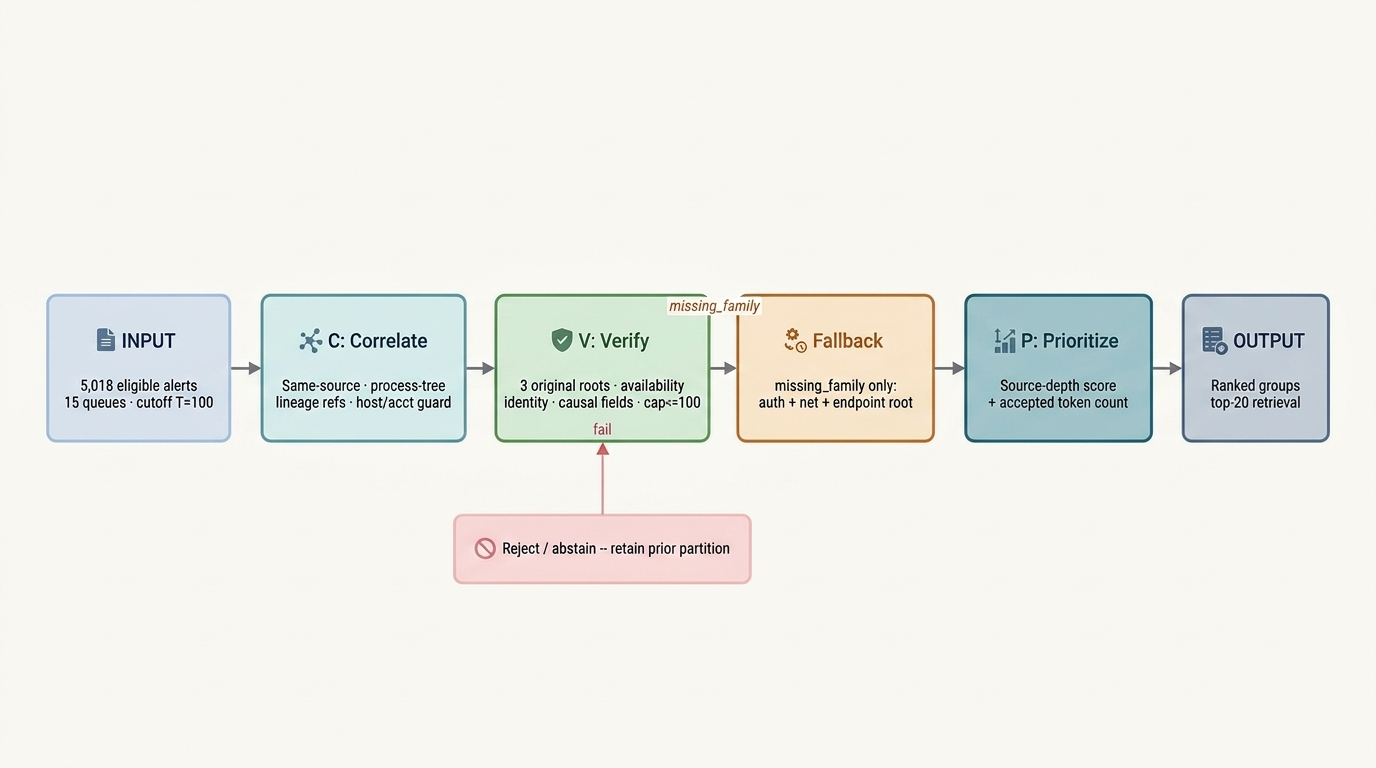 INPUT
5,018 eligible alerts
15 queues · cutoff T=100
C: Correlate
Same-source · process-tree
lineage refs · host/acct guard
V: Verify
3 original roots · availability
identity · causal fields · cap<=100
fail
missing_family
Fallback
missing_family only:
auth + net + endpoint root
P: Prioritize
Source-depth score
+ accepted token count
OUTPUT
Ranked groups
top-20 retrieval
Reject / abstain -- retain prior partition